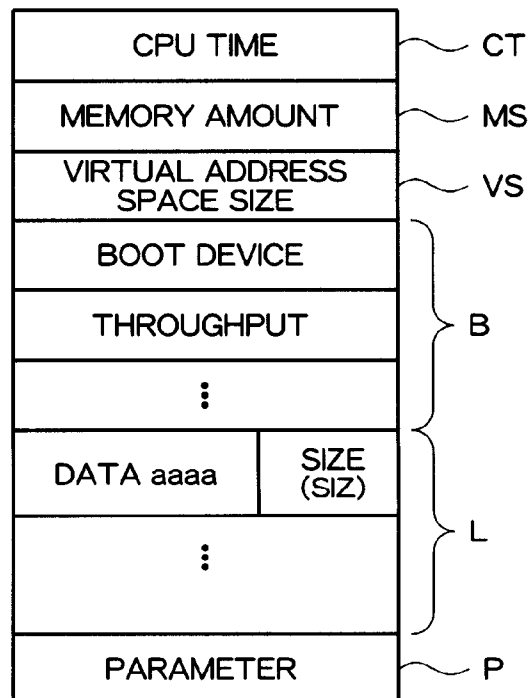 CPU TIME CT
MEMORY AMOUNT MS
VIRTUAL ADDRESS
SPACE SIZE VS
BOOT DEVICE
THROUGHPUT B
⋮
DATA aaaa SIZE
(SIZ)
⋮ L
PARAMETER P